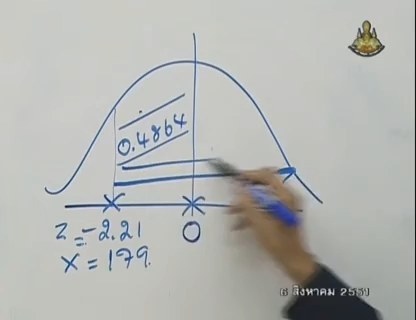 0.4864
z = -2.21
0
x = 179.
6 สิงหาคม 2551